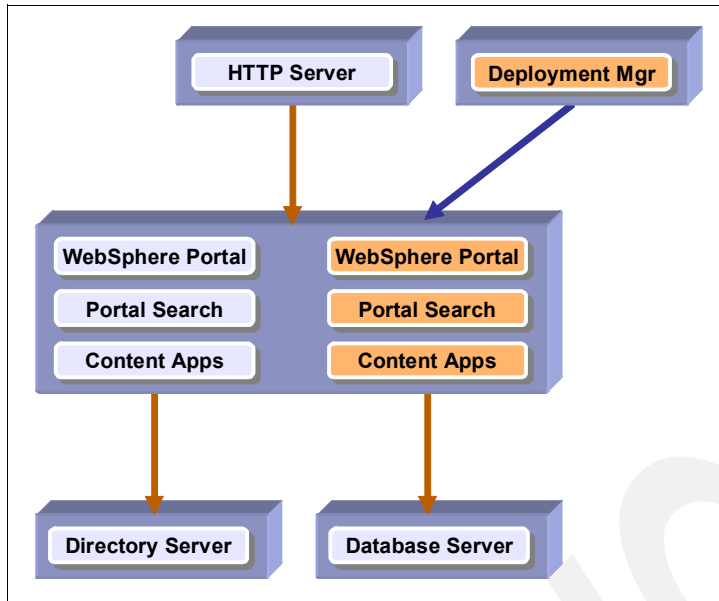 HTTP Server
Deployment Mgr
WebSphere Portal
WebSphere Portal
Portal Search
Portal Search
Content Apps
Content Apps
Directory Server
Database Server